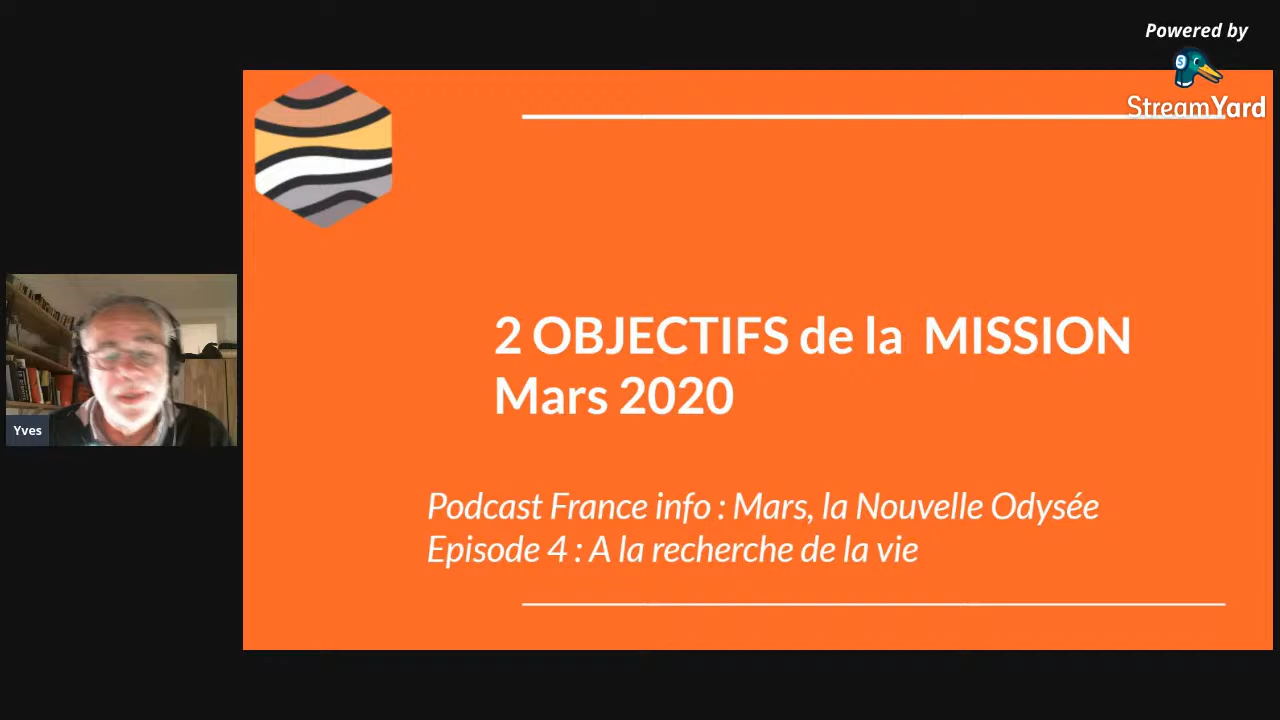 Powered by
StreamYard
2 OBJECTIFS de la MISSION
Mars 2020
Podcast France info : Mars, la Nouvelle Odysée
Episode 4 : A la recherche de la vie
Yves